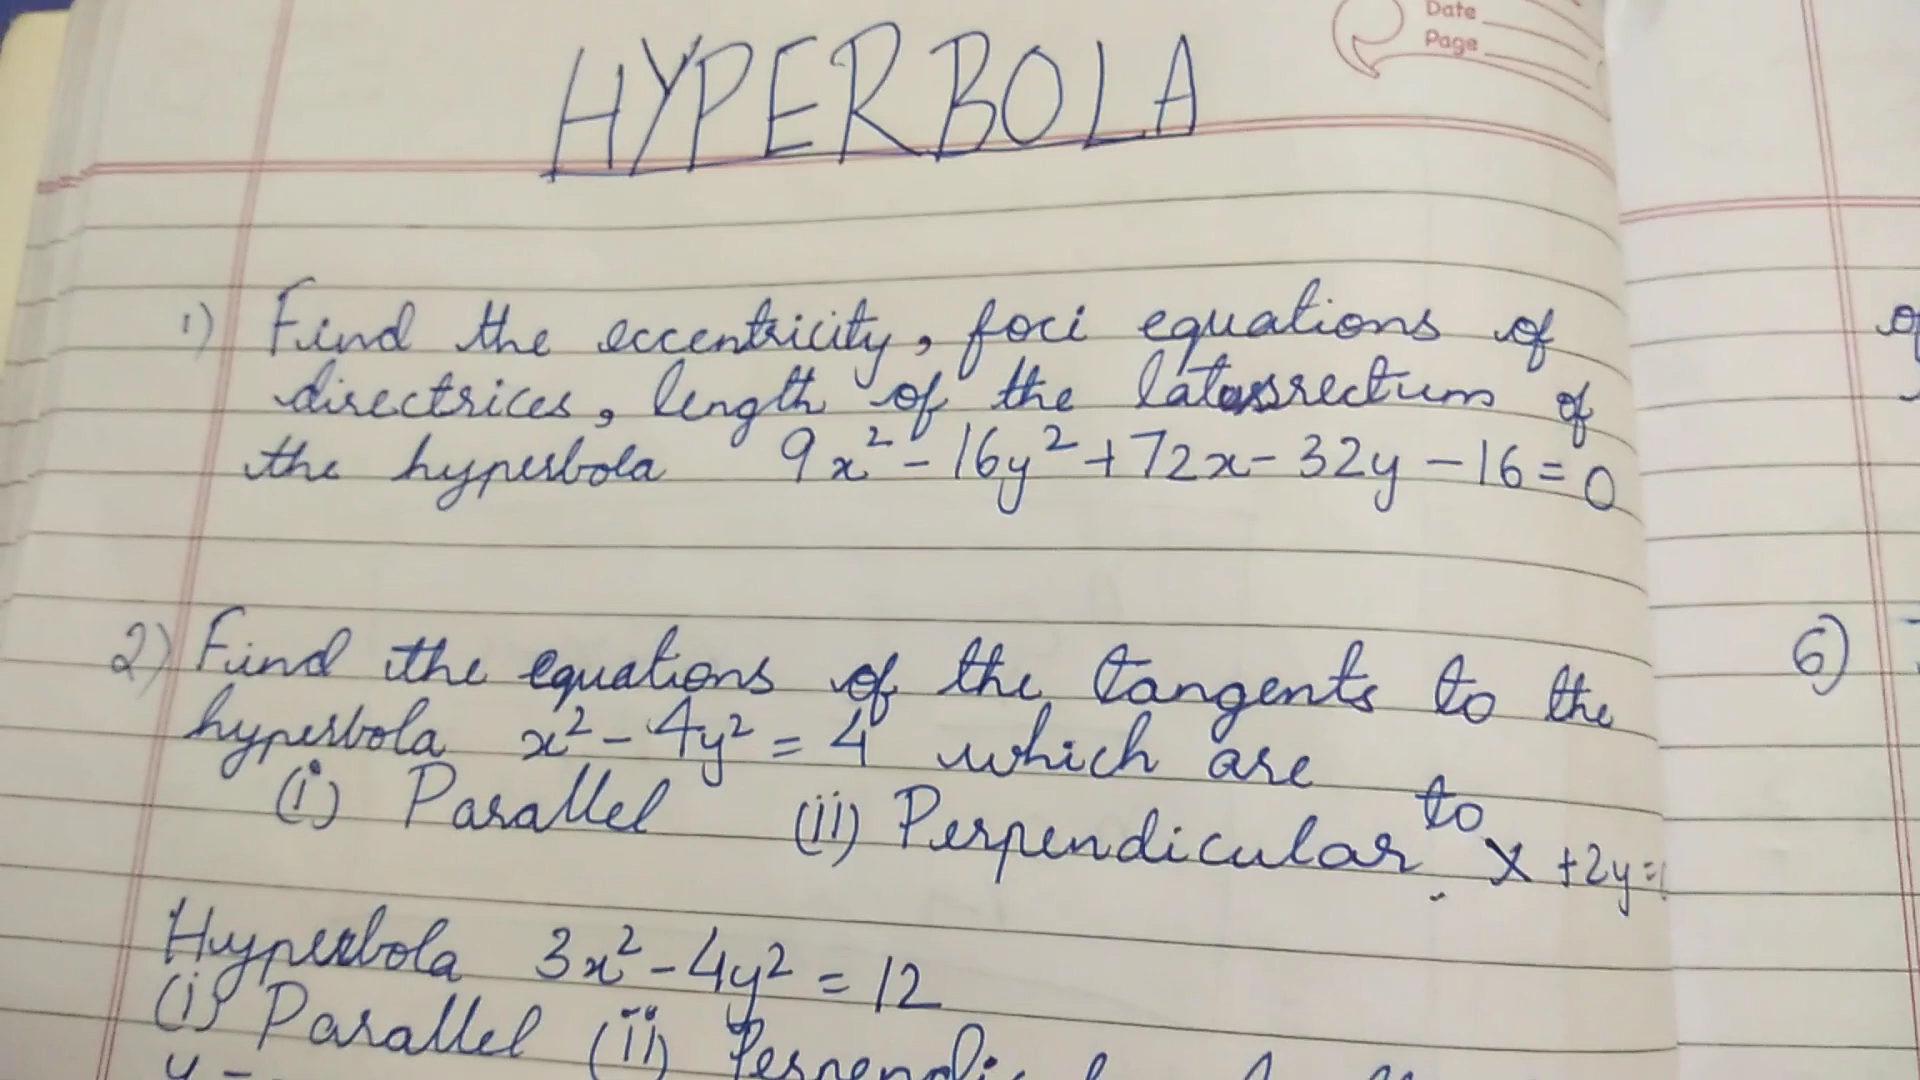 Date
Page
HYPERBOLA
1) Find the eccentricity, foci equations of
directrices, length of the latusrectum of
the hyperbola 9x² - 16y² + 72x - 32y - 16 = 0
2) Find the equations of the tangents to the
hyperbola x² - 4y² = 4 which are
(i) Parallel (ii) Perpendicular to x + 2y =
Hyperbola 3x² - 4y² = 12
(i) Parallel (ii)
of
6)